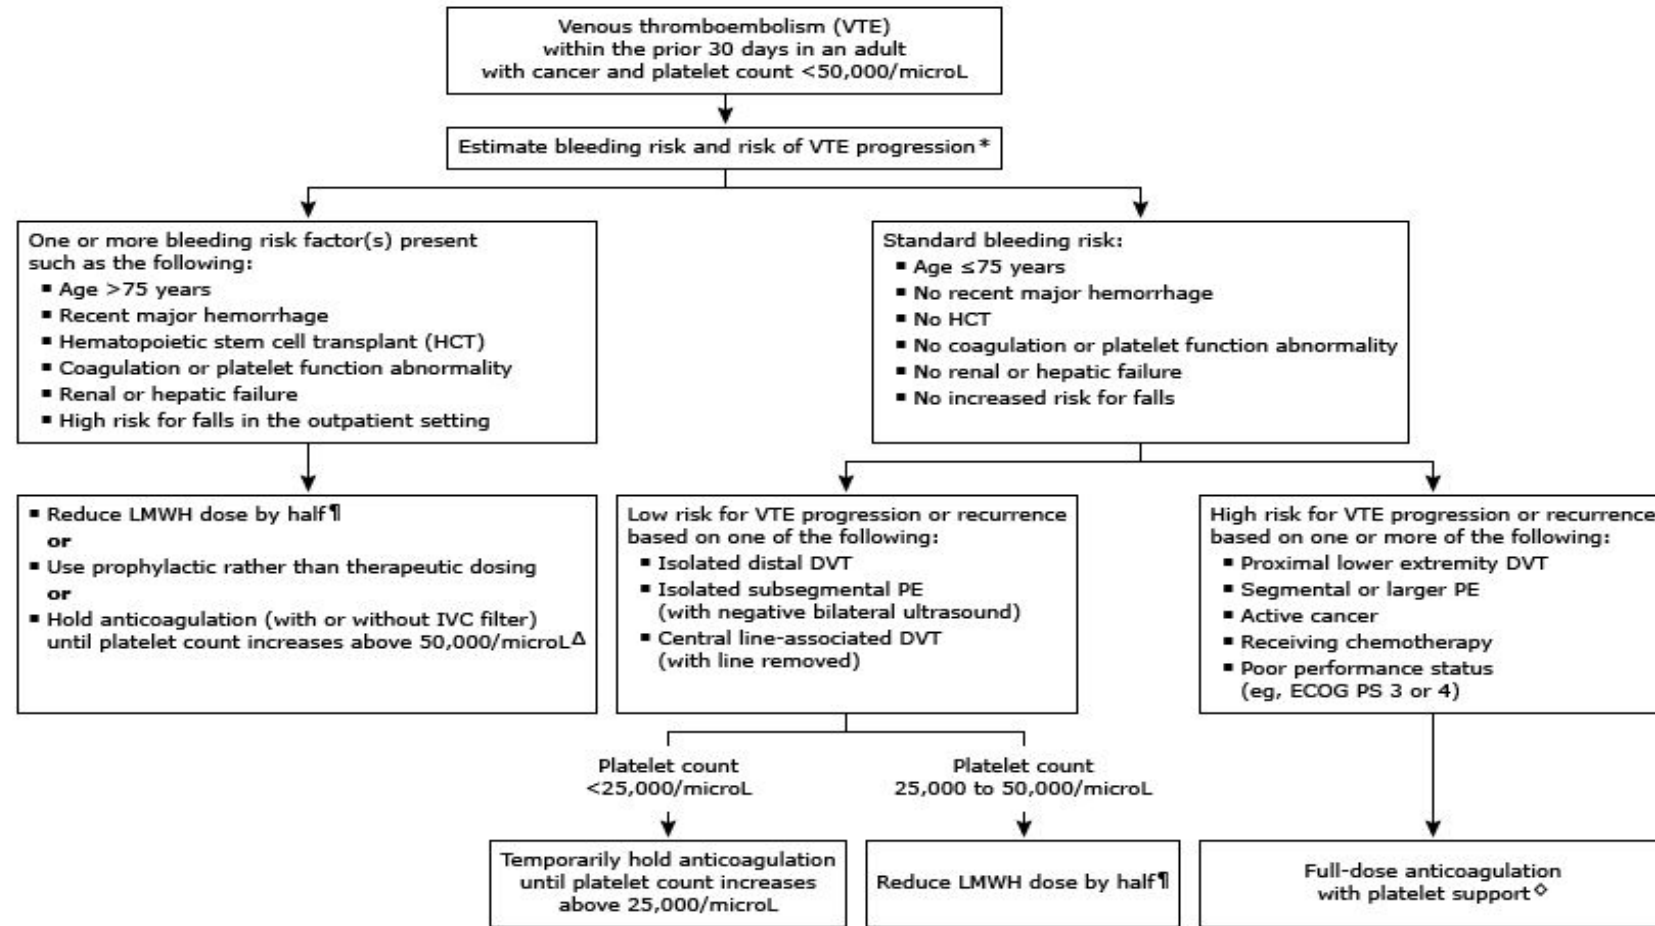 Venous thromboembolism (VTE)
within the prior 30 days in an adult
with cancer and platelet count <50,000/microL
Estimate bleeding risk and risk of VTE progression*
One or more bleeding risk factor(s) present
such as the following:
▪ Age >75 years
▪ Recent major hemorrhage
▪ Hematopoietic stem cell transplant (HCT)
▪ Coagulation or platelet function abnormality
▪ Renal or hepatic failure
▪ High risk for falls in the outpatient setting
Standard bleeding risk:
▪ Age ≤75 years
▪ No recent major hemorrhage
▪ No HCT
▪ No coagulation or platelet function abnormality
▪ No renal or hepatic failure
▪ No increased risk for falls
▪ Reduce LMWH dose by half¶
or
▪ Use prophylactic rather than therapeutic dosing
or
▪ Hold anticoagulation (with or without IVC filter)
until platelet count increases above 50,000/microLΔ
Low risk for VTE progression or recurrence
based on one of the following:
▪ Isolated distal DVT
▪ Isolated subsegmental PE
(with negative bilateral ultrasound)
▪ Central line-associated DVT
(with line removed)
High risk for VTE progression or recurrence
based on one or more of the following:
▪ Proximal lower extremity DVT
▪ Segmental or larger PE
▪ Active cancer
▪ Receiving chemotherapy
▪ Poor performance status
(eg, ECOG PS 3 or 4)
Platelet count
<25,000/microL
Platelet count
25,000 to 50,000/microL
Temporarily hold anticoagulation
until platelet count increases
above 25,000/microL
Reduce LMWH dose by half¶
Full-dose anticoagulation
with platelet support◇